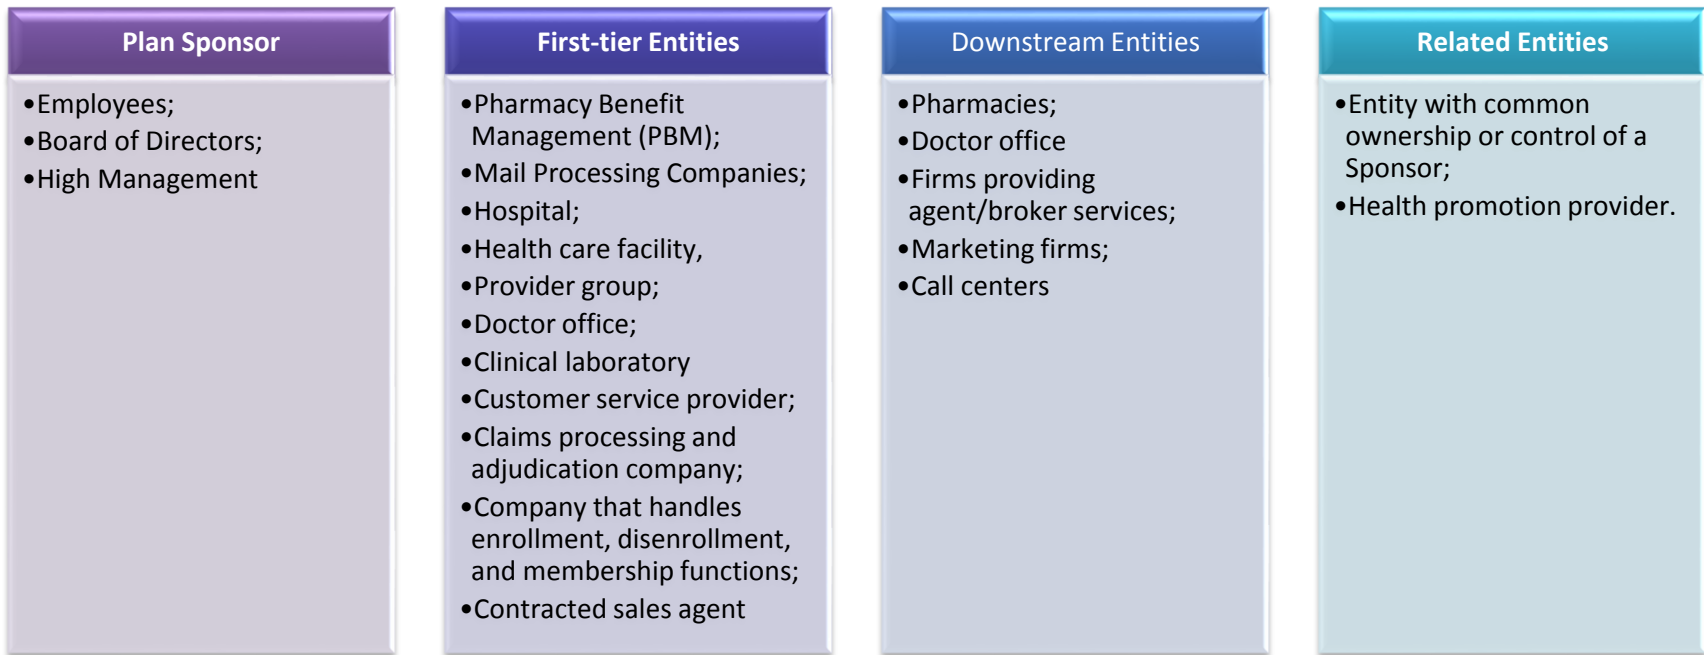 Plan Sponsor
•Employees;
•Board of Directors;
•High Management
First-tier Entities
•Pharmacy Benefit
Management (PBM);
•Mail Processing Companies;
•Hospital;
•Health care facility,
•Provider group;
•Doctor office;
•Clinical laboratory
•Customer service provider;
•Claims processing and
adjudication company;
•Company that handles
enrollment, disenrollment,
and membership functions;
•Contracted sales agent
Downstream Entities
•Pharmacies;
•Doctor office
•Firms providing
agent/broker services;
•Marketing firms;
•Call centers
Related Entities
•Entity with common
ownership or control of a
Sponsor;
•Health promotion provider.